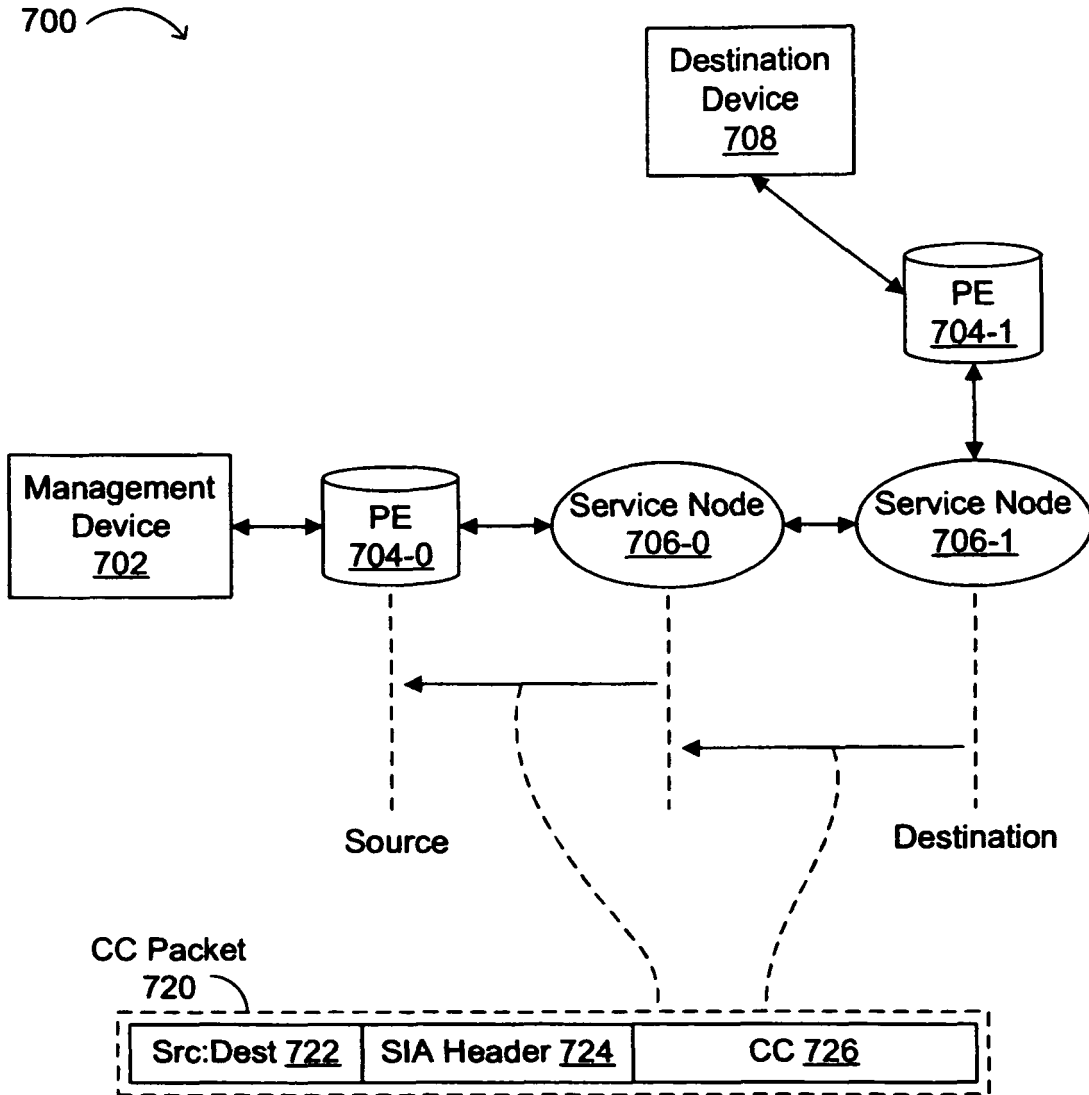 700
Destination
Device
708
PE
704-1
Management
Device
702
PE
704-0
Service Node
706-0
Service Node
706-1
Source
Destination
CC Packet
720
Src:Dest 722
SIA Header 724
CC 726